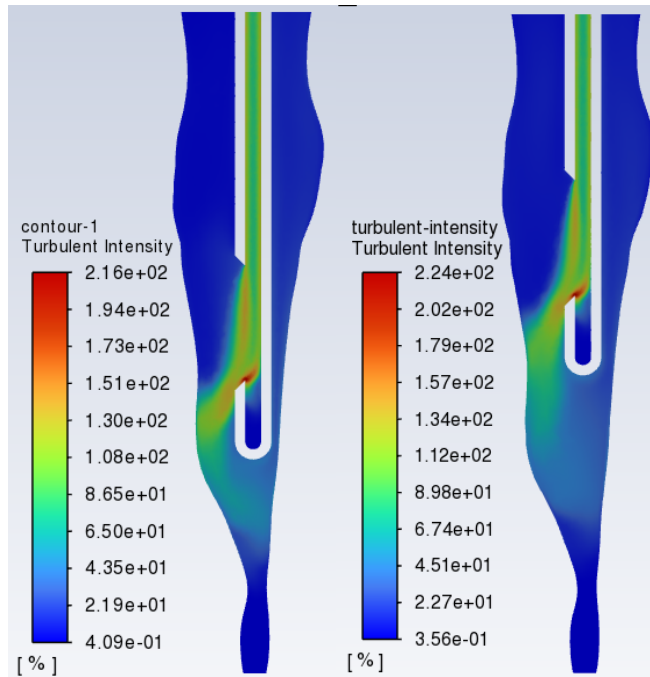 contour-1
Turbulent Intensity
2.16e+02
1.94e+02
1.73e+02
1.51e+02
1.30e+02
1.08e+02
8.65e+01
6.50e+01
4.35e+01
2.19e+01
4.09e-01
[ % ]
turbulent-intensity
Turbulent Intensity
2.24e+02
2.02e+02
1.79e+02
1.57e+02
1.34e+02
1.12e+02
8.98e+01
6.74e+01
4.51e+01
2.27e+01
3.56e-01
[ % ]